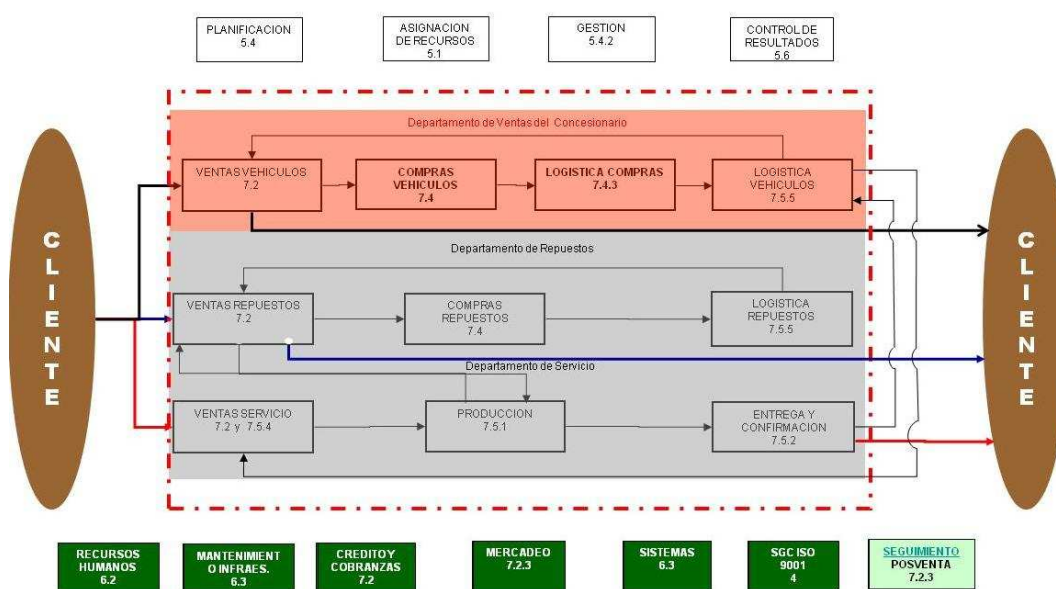 PLANIFICACION
5.4
ASIGNACION
DE RECURSOS
5.1
GESTION
5.4.2
CONTROL DE
RESULTADOS
5.6
Departamento de Ventas del Concesionario
VENTAS VEHICULOS
7.2
COMPRAS
VEHICULOS
7.4
LOGISTICA COMPRAS
7.4.3
LOGISTICA
VEHICULOS
7.5.5
CLIENTE
CLIENTE
Departamento de Repuestos
VENTAS REPUESTOS
7.2
COMPRAS
REPUESTOS
7.4
LOGISTICA
REPUESTOS
7.5.5
Departamento de Servicio
VENTAS SERVICIO
7.2 y 7.5.4
PRODUCCION
7.5.1
ENTREGA Y
CONFIRMACION
7.5.2
RECURSOS
HUMANOS
6.2
MANTENIMIENT
O INFRAES.
6.3
CREDITO Y
COBRANZAS
7.2
MERCADEO
7.2.3
SISTEMAS
6.3
SGC ISO
9001
4
SEGUIMIENTO
POSVENTA
7.2.3